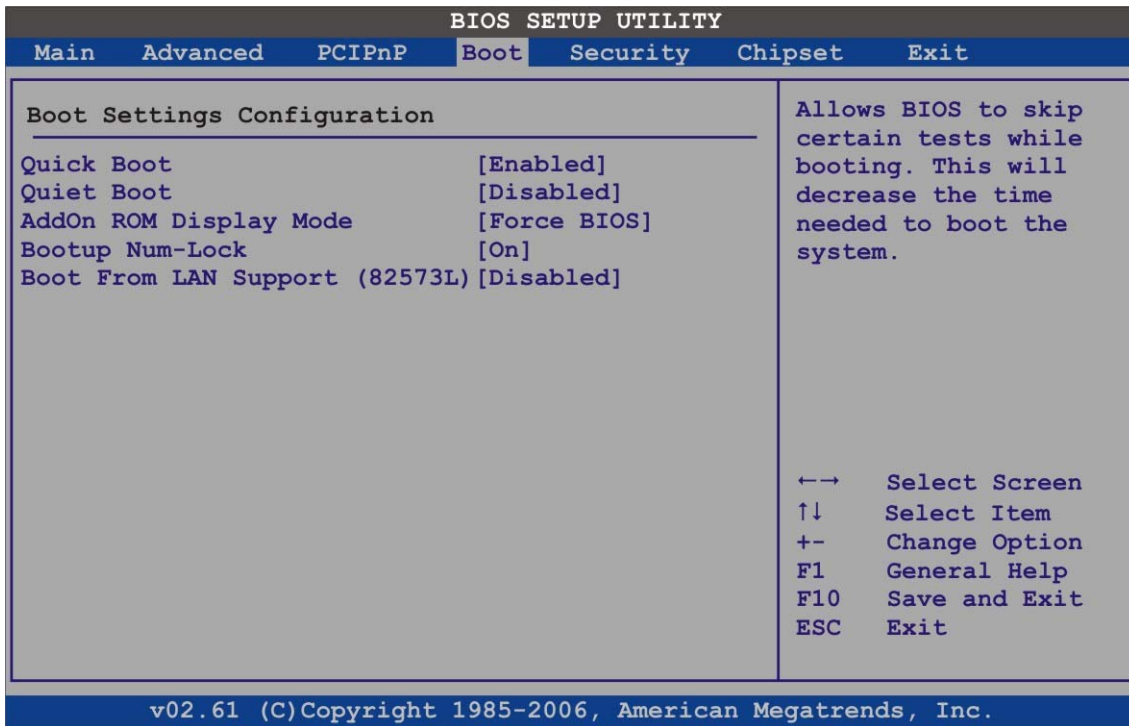 BIOS SETUP UTILITY
Main Advanced PCIPnP Boot Security Chipset Exit
Boot Settings Configuration
Quick Boot [Enabled]
Quiet Boot [Disabled]
AddOn ROM Display Mode [Force BIOS]
Bootup Num-Lock [On]
Boot From LAN Support (82573L) [Disabled]
Allows BIOS to skip
certain tests while
booting. This will
decrease the time
needed to boot the
system.
←→ Select Screen
↑↓ Select Item
+- Change Option
F1 General Help
F10 Save and Exit
ESC Exit
v02.61 (C)Copyright 1985-2006, American Megatrends, Inc.